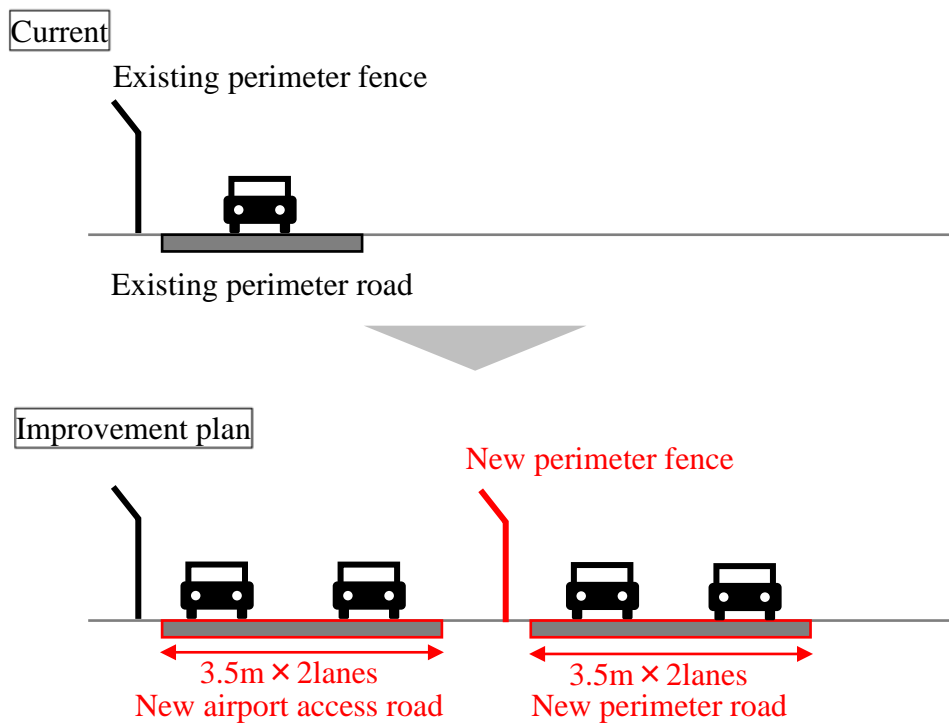 Current
Existing perimeter fence
Existing perimeter road
Improvement plan
New perimeter fence
3.5m×2lanes
New airport access road
3.5m×2lanes
New perimeter road